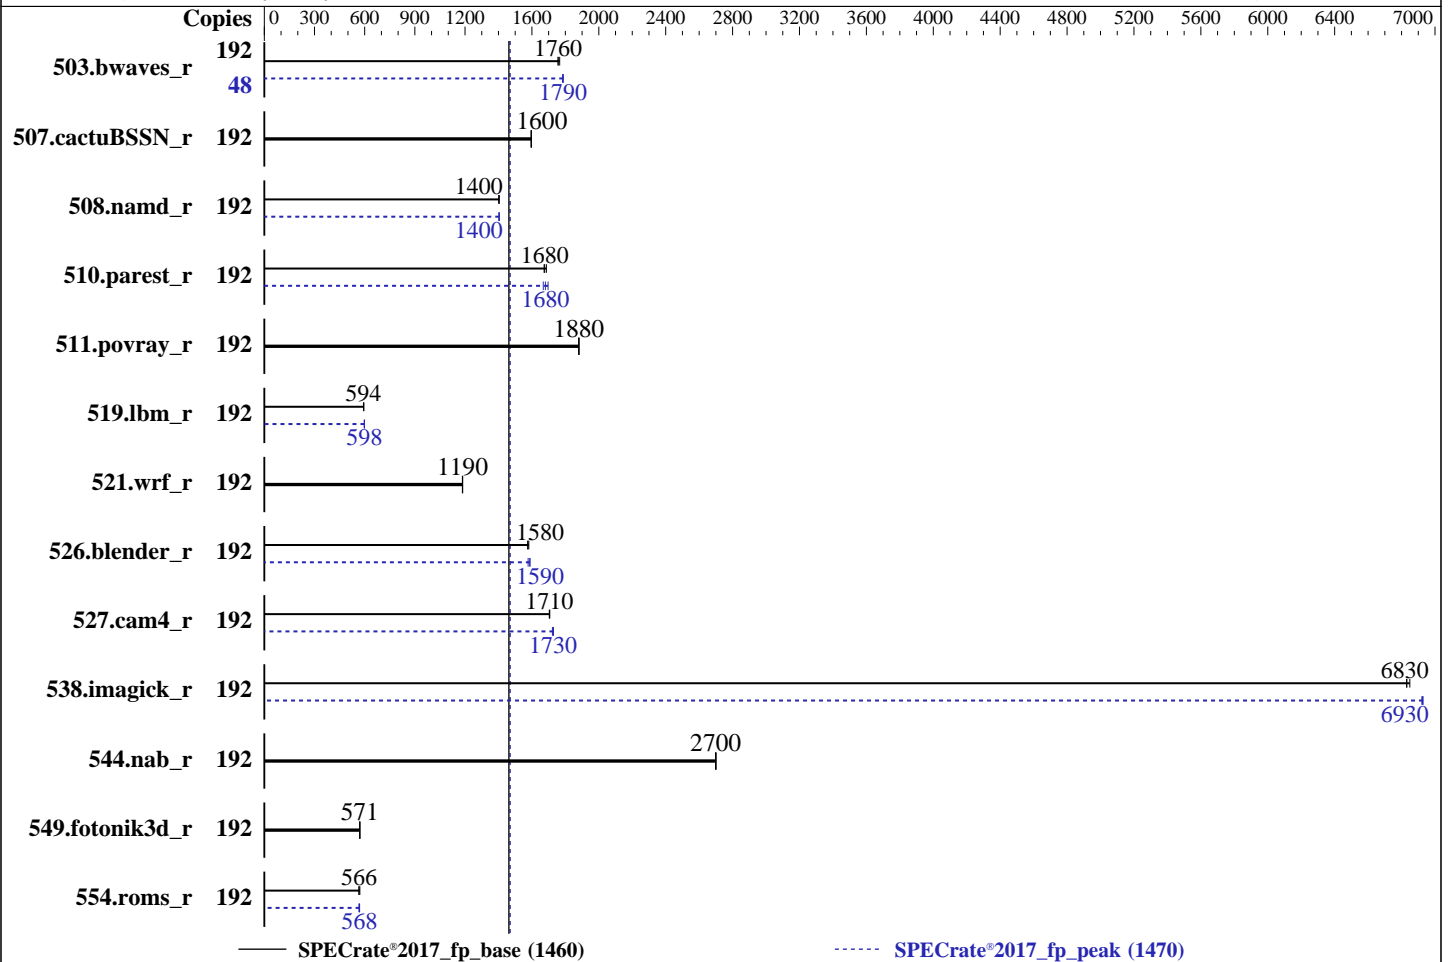 Copies 0 300 600 900 1200 1600 2000 2400 2800 3200 3600 4000 4400 4800 5200 5600 6000 6400 7000
503.bwaves_r 192 1760
48 1790
507.cactuBSSN_r 192 1600
508.namd_r 192 1400
1400
510.parest_r 192 1680
1680
511.povray_r 192 1880
519.lbm_r 192 594
598
521.wrf_r 192 1190
526.blender_r 192 1580
1590
527.cam4_r 192 1710
1730
538.imagick_r 192 6830
6930
544.nab_r 192 2700
549.fotonik3d_r 192 571
554.roms_r 192 566
568
SPECrate®2017_fp_base (1460) SPECrate®2017_fp_peak (1470)